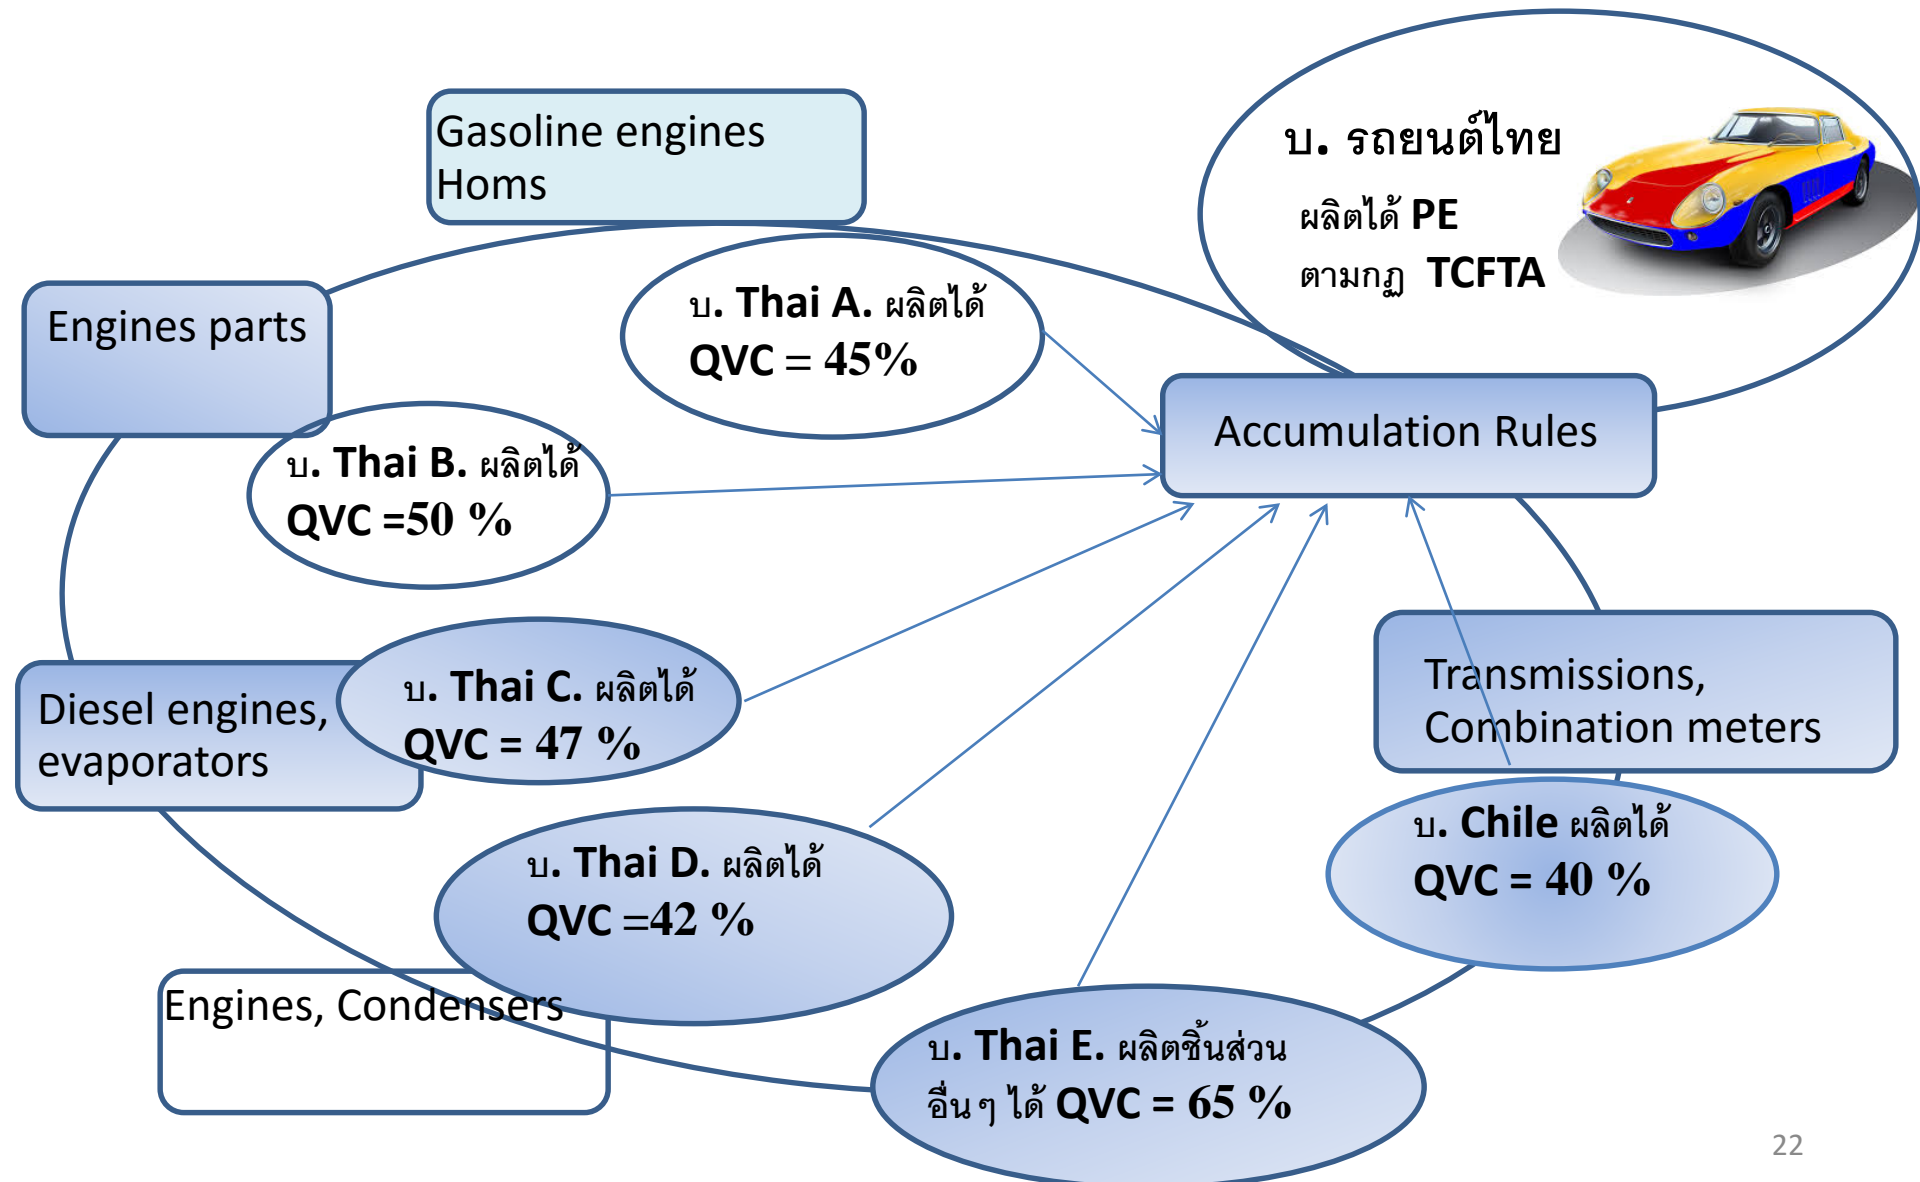 Gasoline engines
Homs
บ. รถยนต์ไทย
ผลิตได้ PE
ตามกฏ TCFTA
Engines parts
บ. Thai A. ผลิตได้
QVC = 45%
Accumulation Rules
บ. Thai B. ผลิตได้
QVC =50 %
Diesel engines,
evaporators
บ. Thai C. ผลิตได้
QVC = 47 %
Transmissions,
Combination meters
บ. Thai D. ผลิตได้
QVC =42 %
บ. Chile ผลิตได้
QVC = 40 %
Engines, Condensers
บ. Thai E. ผลิตชิ้นส่วน
อื่นๆ ได้ QVC = 65 %
22